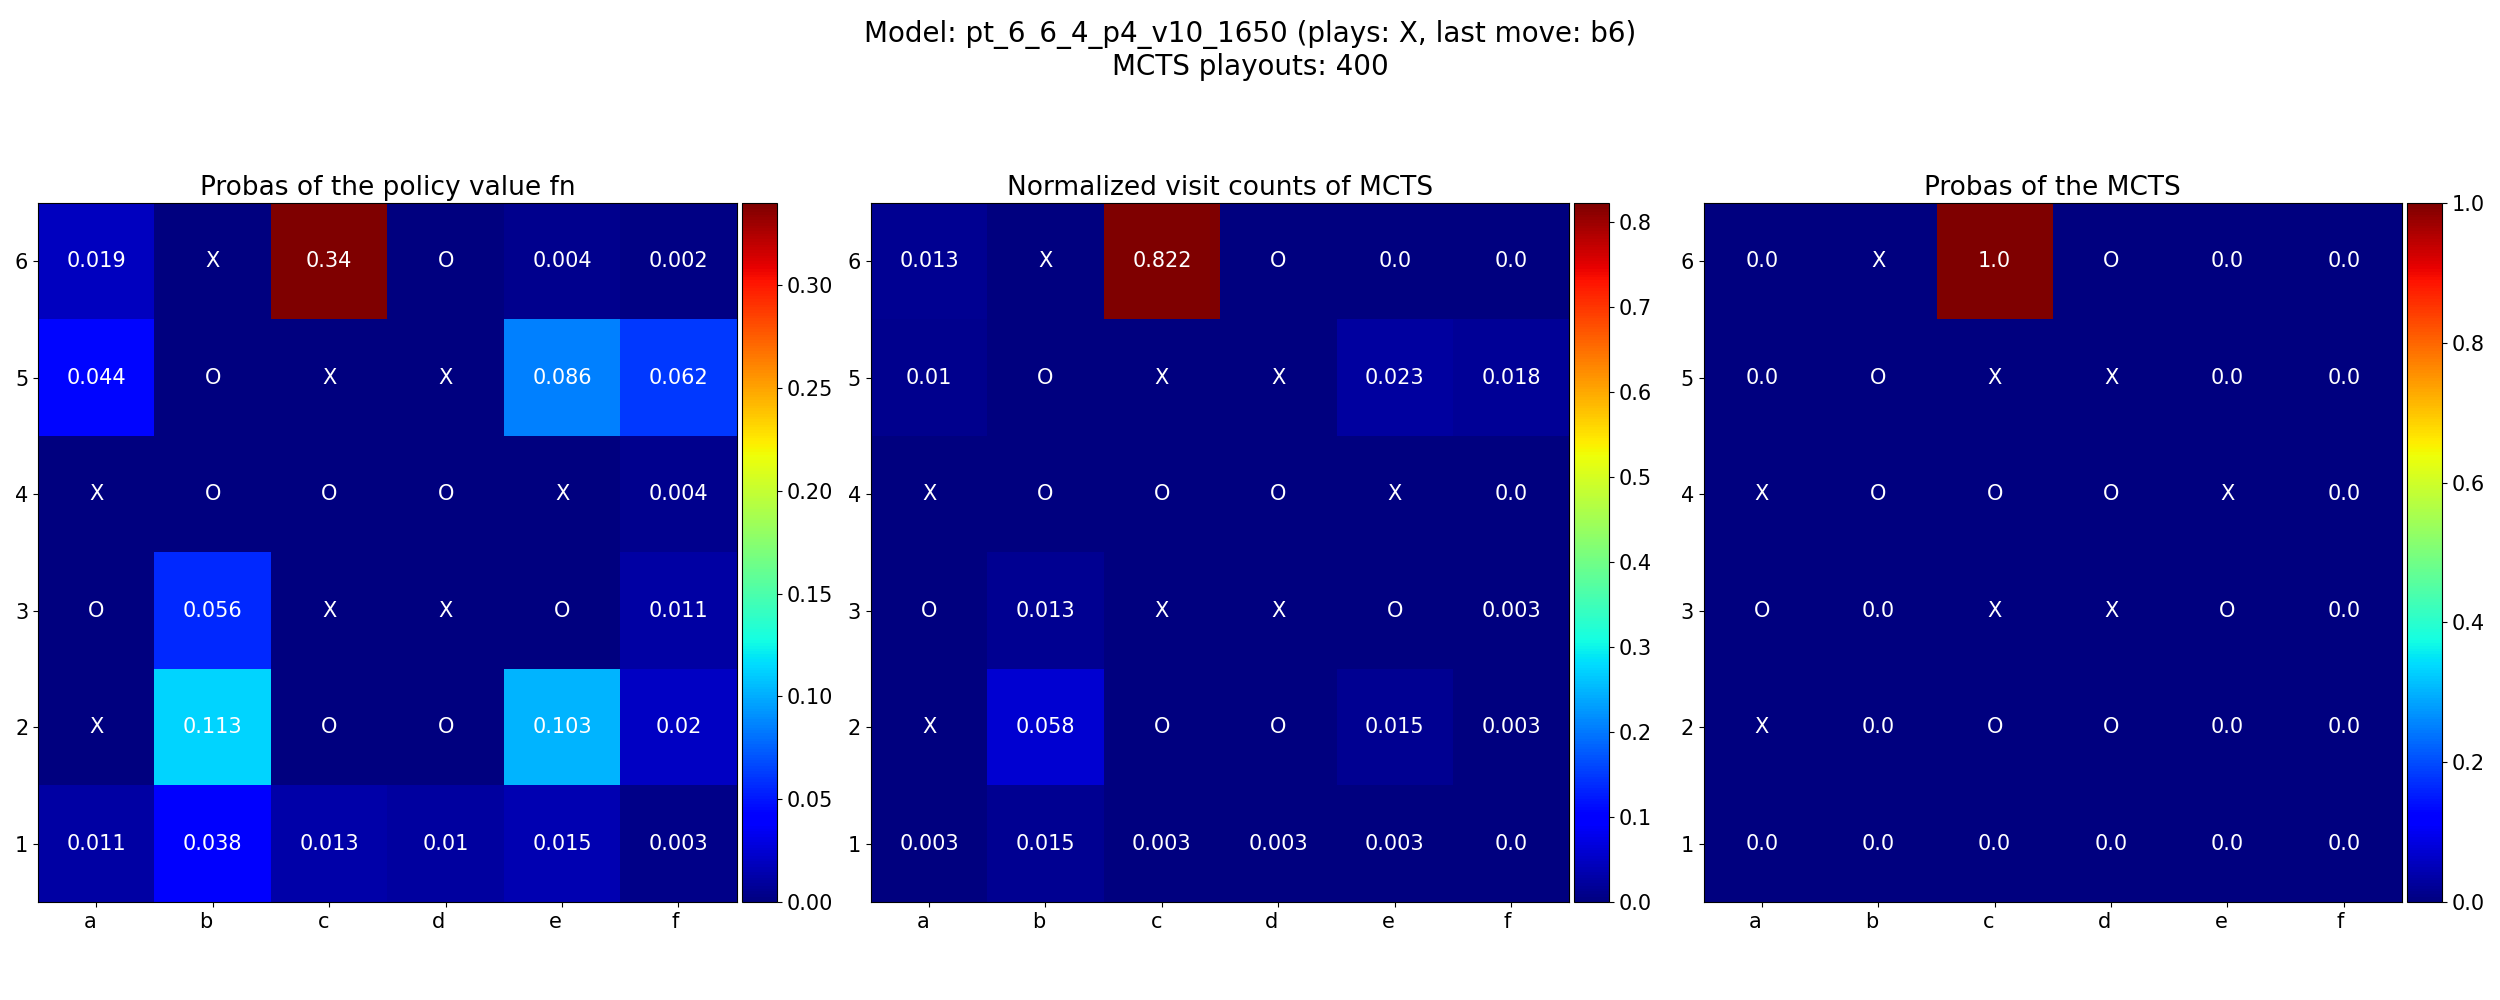 Model: pt_6_6_4_p4_v10_1650 (plays: X, last move: b6)
MCTS playouts: 400
Probas of the policy value fn
6 0.019 X 0.34 O 0.004 0.002
5 0.044 O X X 0.086 0.062
4 X O O O X 0.004
3 O 0.056 X X O 0.011
2 X 0.113 O O 0.103 0.02
1 0.011 0.038 0.013 0.01 0.015 0.003
a b c d e f
0.30
0.25
0.20
0.15
0.10
0.05
0.00
Normalized visit counts of MCTS
6 0.013 X 0.822 O 0.0 0.0
5 0.01 O X X 0.023 0.018
4 X O O O X 0.0
3 O 0.013 X X O 0.003
2 X 0.058 O O 0.015 0.003
1 0.003 0.015 0.003 0.003 0.003 0.0
a b c d e f
0.8
0.7
0.6
0.5
0.4
0.3
0.2
0.1
0.0
Probas of the MCTS
6 0.0 X 1.0 O 0.0 0.0
5 0.0 O X X 0.0 0.0
4 X O O O X 0.0
3 O 0.0 X X O 0.0
2 X 0.0 O O 0.0 0.0
1 0.0 0.0 0.0 0.0 0.0 0.0
a b c d e f
1.0
0.8
0.6
0.4
0.2
0.0